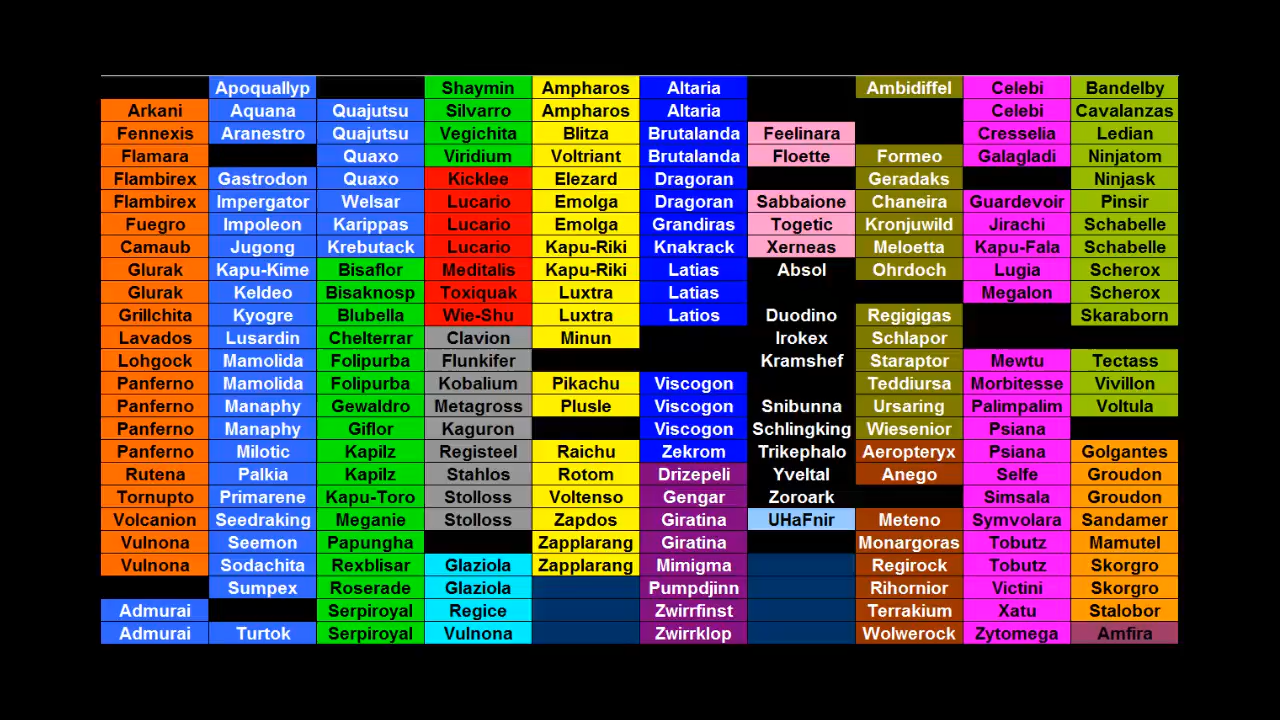 Apoqualllyp Shaymin Ampharos Altaria Ambidiffel Celebi Bandelby
Arkani Aquana Quajutsu Silvarro Ampharos Altaria Celebi Cavalanzas
Fennexis Aranestro Quajutsu Vegichita Blitza Brutalanda Feelinara Cresselia Ledian
Flamara Quaxo Viridium Voltriant Brutalanda Floette Formeo Galagladi Ninjatom
Flambirex Gastrodon Quaxo Kicklee Elezard Dragoran Geradaks Ninjask
Flambirex Impergator Welsar Lucario Emolga Dragoran Sabbaione Chaneira Guardevoir Pinsir
Fuegro Impoleon Karippas Lucario Emolga Grandiras Togetic Kronjuwild Jirachi Schabelle
Camaub Jugong Krebutack Lucario Kapu-Riki Knakrack Xerneas Meloetta Kapu-Fala Schabelle
Glurak Kapu-Kime Bisaflor Meditalis Kapu-Riki Latias Absol Ohrdoch Lugia Scherox
Glurak Keldeo Bisaknosp Toxiquak Luxtra Latias Megalon Scherox
Grillchita Kyogre Blubella Wie-Shu Luxtra Latios Duodino Regigigas Skaraborn
Lavados Lusardin Chelterrar Clavion Minun Irokex Schlapor
Lohgock Mamolida Folipurba Flunkifer Kramshef Staraptor Mewtu Tectass
Panferno Mamolida Folipurba Kobalium Pikachu Viscogon Teddiursa Morbitesse Vivillon
Panferno Manaphy Gewaldro Metagross Plusle Viscogon Snibunna Ursaring Palimpalim Voltula
Panferno Manaphy Giflor Kaguron Viscogon Schlingking Wiesenior Psiana
Panferno Milotic Kapilz Registeel Raichu Zekrom Trikephalo Aeropteryx Psiana Golgantes
Rutena Palkia Kapilz Stahlos Rotom Drizepeli Yveltal Anego Selfe Groudon
Tornupto Primarene Kapu-Toro Stolloss Voltenso Gengar Zoroark Simsala Groudon
Volcanion Seedraking Meganie Stolloss Zapdos Giratina UHaFnir Meteno Symvolara Sandamer
Vulnona Seemon Papungha Zapplarang Giratina Monargoras Tobutz Mamutel
Vulnona Sodachita Rexblisar Glaziola Zapplarang Mimigma Regirock Tobutz Skorgro
Sumpex Roserade Glaziola Pumpdjinn Rihornior Victini Skorgro
Admurai Serpiroyal Regice Zwirrfinst Terrakium Xatu Stalobor
Admurai Turtok Serpiroyal Vulnona Zwirrklop Wolwerock Zytomega Amfira